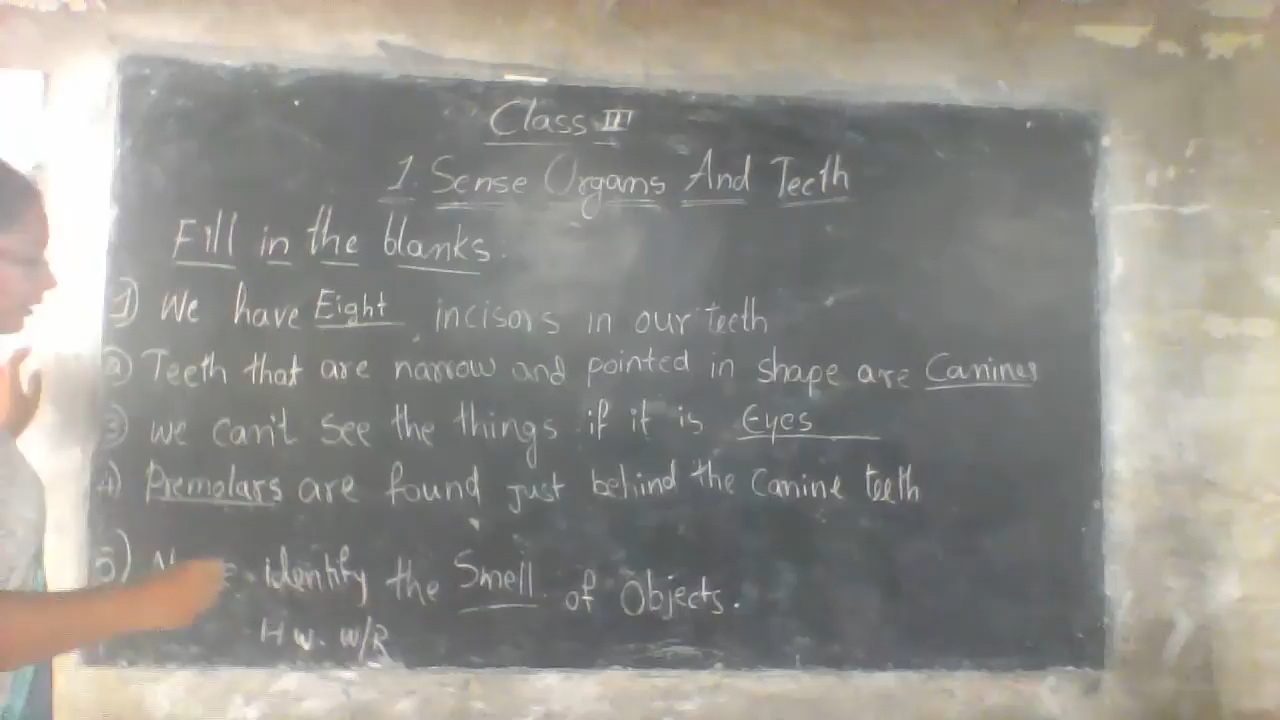 Class III
1. Sense Organs And Teeth
Fill in the blanks.
1) We have Eight incisors in our teeth
2) Teeth that are narrow and pointed in shape are Canines
3) we can't See the things if it is Eyes
4) Premolars are found just behind the Canine teeth
5) identify the Smell of Objects.
H w. W/R